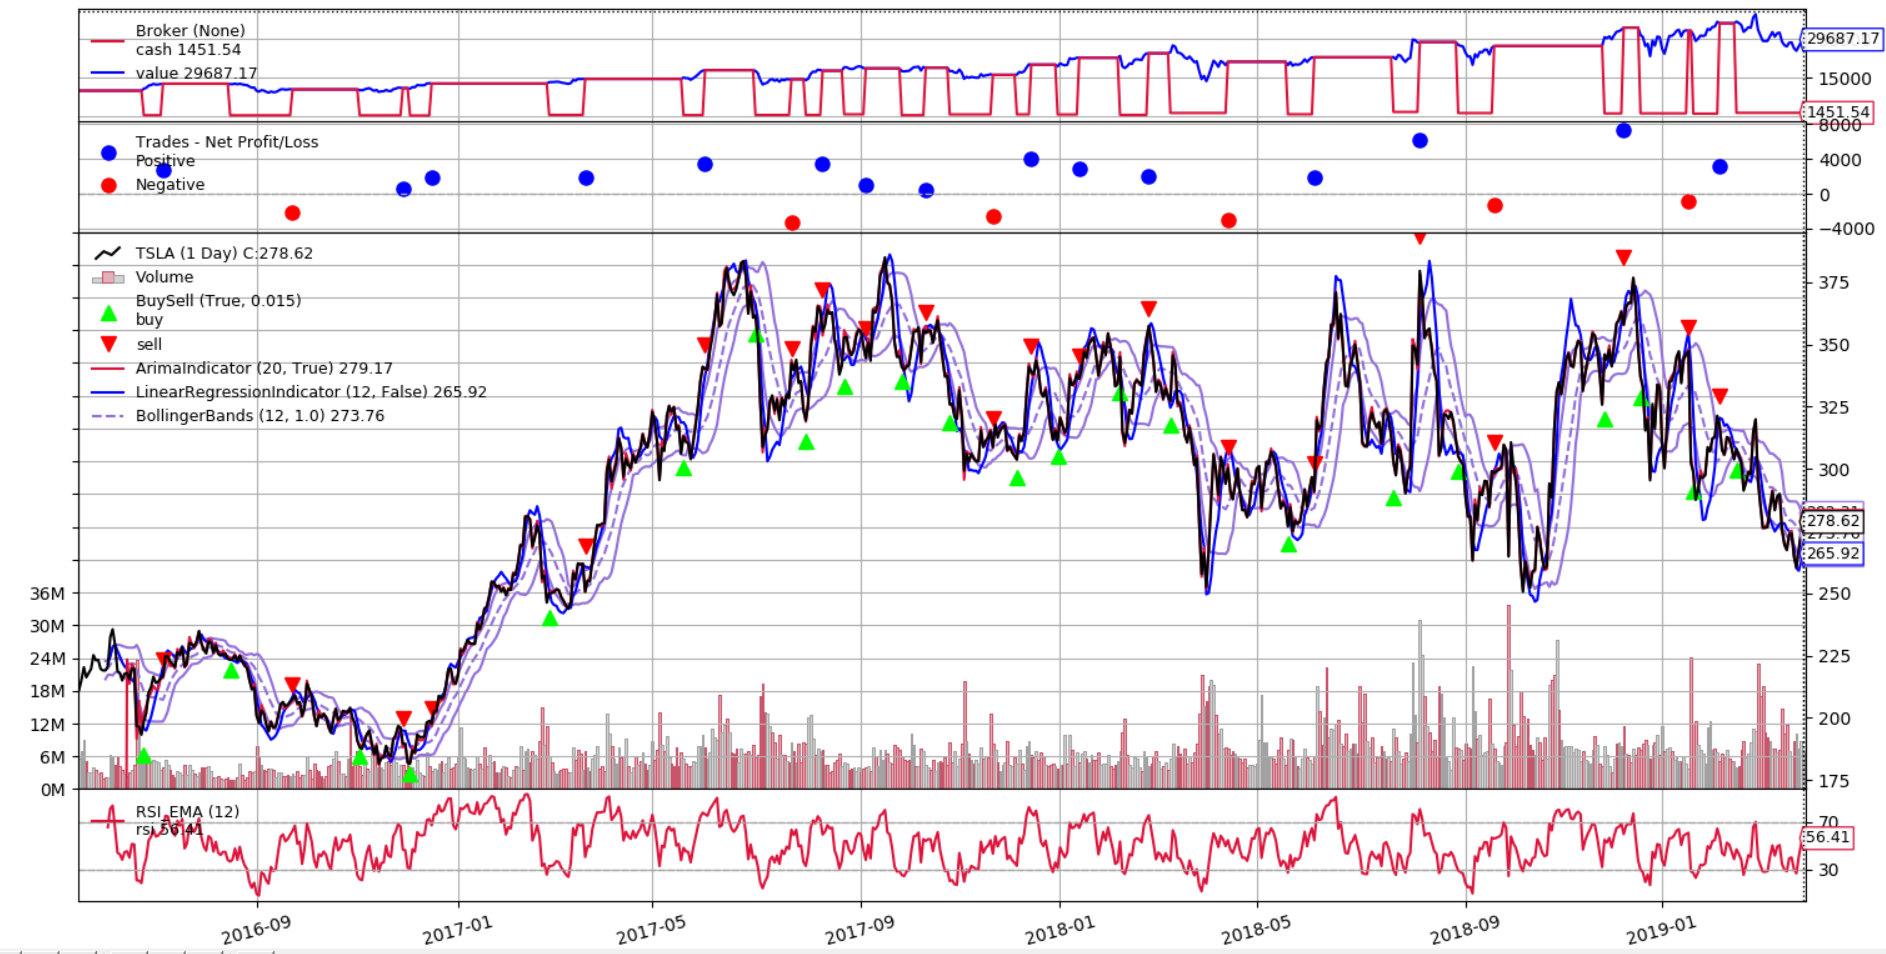 Broker (None)
cash 1451.54
value 29687.17
29687.17
15000
1451.54
Trades - Net Profit/Loss
Positive
Negative
8000
4000
0
−4000
TSLA (1 Day) C:278.62
Volume
BuySell (True, 0.015)
buy
sell
ArimaIndicator (20, True) 279.17
LinearRegressionIndicator (12, False) 265.92
BollingerBands (12, 1.0) 273.76
375
350
325
300
278.62
273.76
265.92
250
225
200
175
36M
30M
24M
18M
12M
6M
0M
RSI_EMA (12)
rsi 56.41
70
56.41
30
2016-09
2017-01
2017-05
2017-09
2018-01
2018-05
2018-09
2019-01